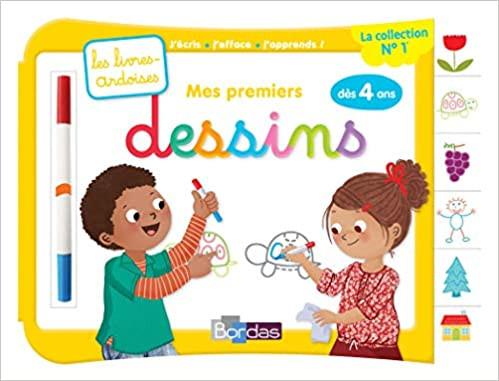 J'écris • j'efface • j'apprends !
les livres-
ardoises
La collection
N° 1
Mes premiers
dès 4 ans
dessins
Bordas